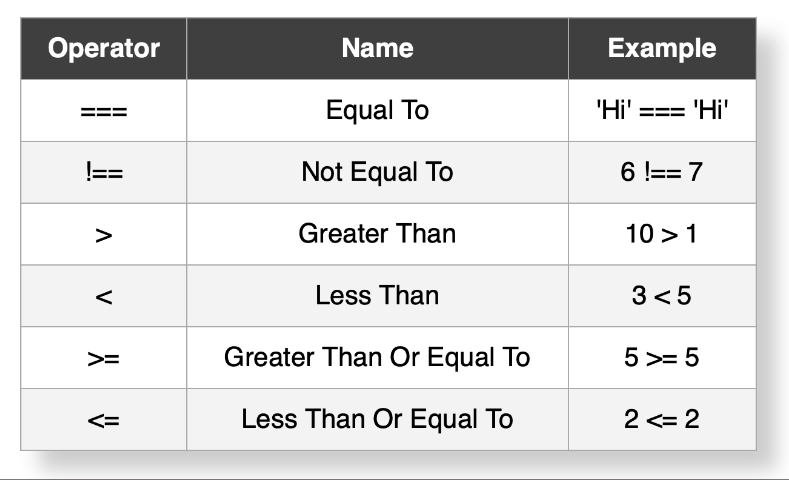 Operator Name Example
=== Equal To 'Hi' === 'Hi'
!== Not Equal To 6 !== 7
> Greater Than 10 > 1
< Less Than 3 < 5
>= Greater Than Or Equal To 5 >= 5
<= Less Than Or Equal To 2 <= 2